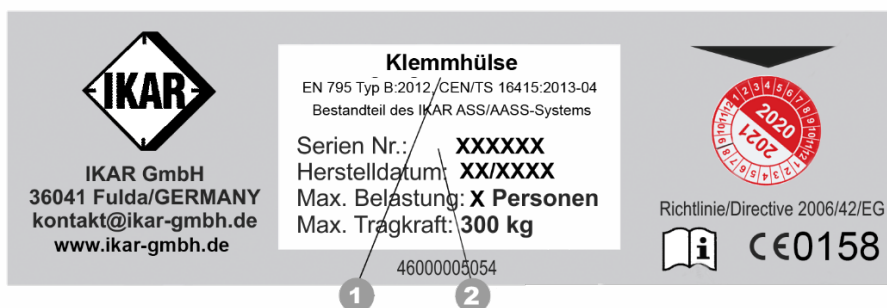 IKAR
IKAR GmbH
36041 Fulda/GERMANY
kontakt@ikar-gmbh.de
www.ikar-gmbh.de
Klemmhülse
EN 795 Typ B:2012, CEN/TS 16415:2013-04
Bestandteil des IKAR ASS/AASS-Systems
Serien Nr.: XXXXXX
Herstelldatum: XX/XXXX
Max. Belastung: X Personen
Max. Tragkraft: 300 kg
46000005054
1
2
2020
2021
Richtlinie/Directive 2006/42/EG
i
CE0158